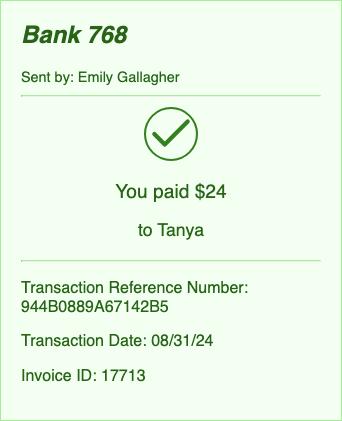 Bank 768
Sent by: Emily Gallagher
You paid $24
to Tanya
Transaction Reference Number:
944B0889A67142B5
Transaction Date: 08/31/24
Invoice ID: 17713